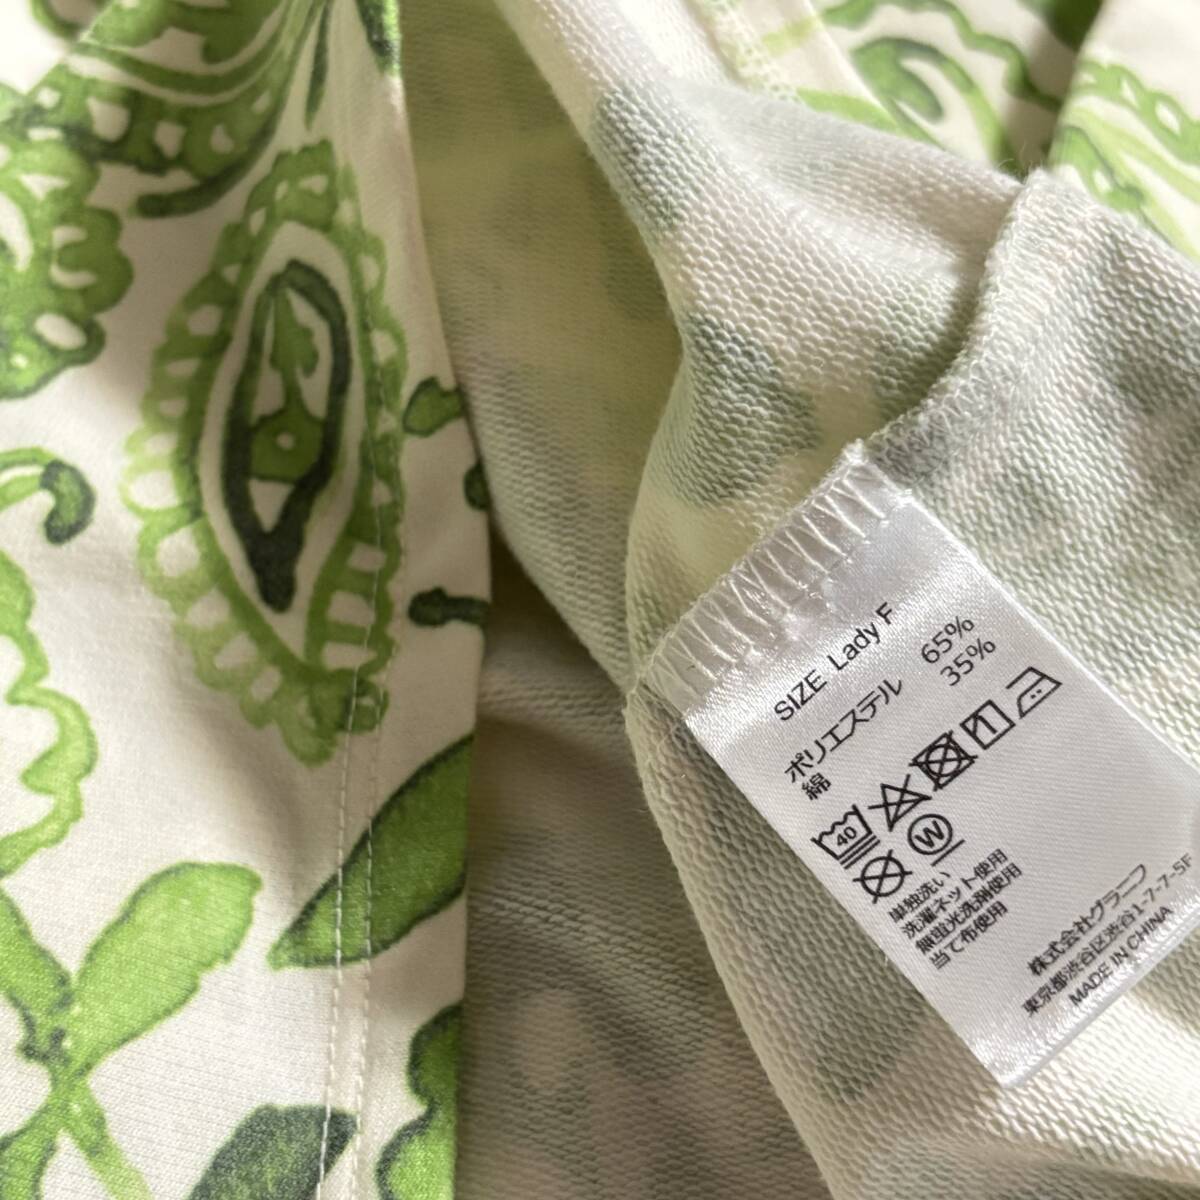 SIZE Lady F
ポリエステル 65%
綿 35%
40
W
単独洗い
洗濯ネット使用
無蛍光洗剤使用
当て布使用
株式会社グラニフ
東京都渋谷区渋谷1-7-7-5F
MADE IN CHINA